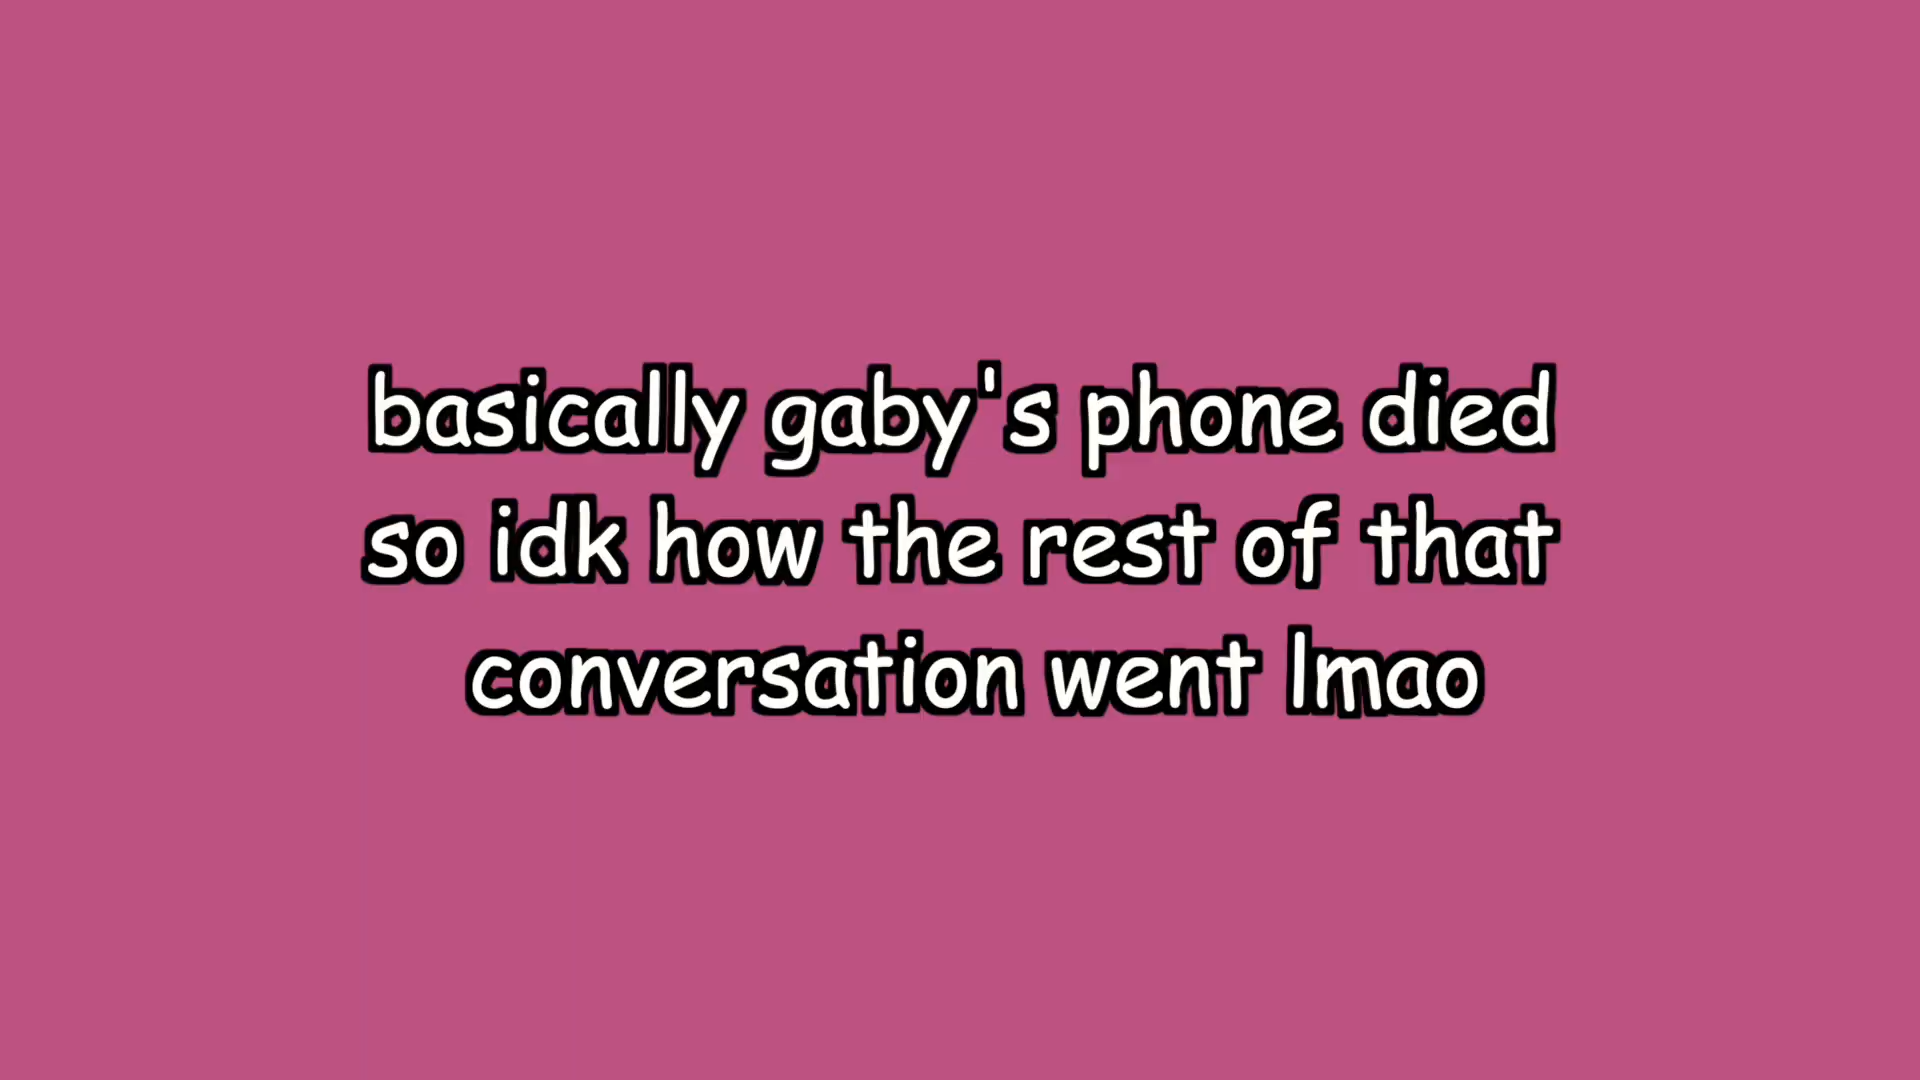 basically gaby's phone died
so idk how the rest of that
conversation went lmao